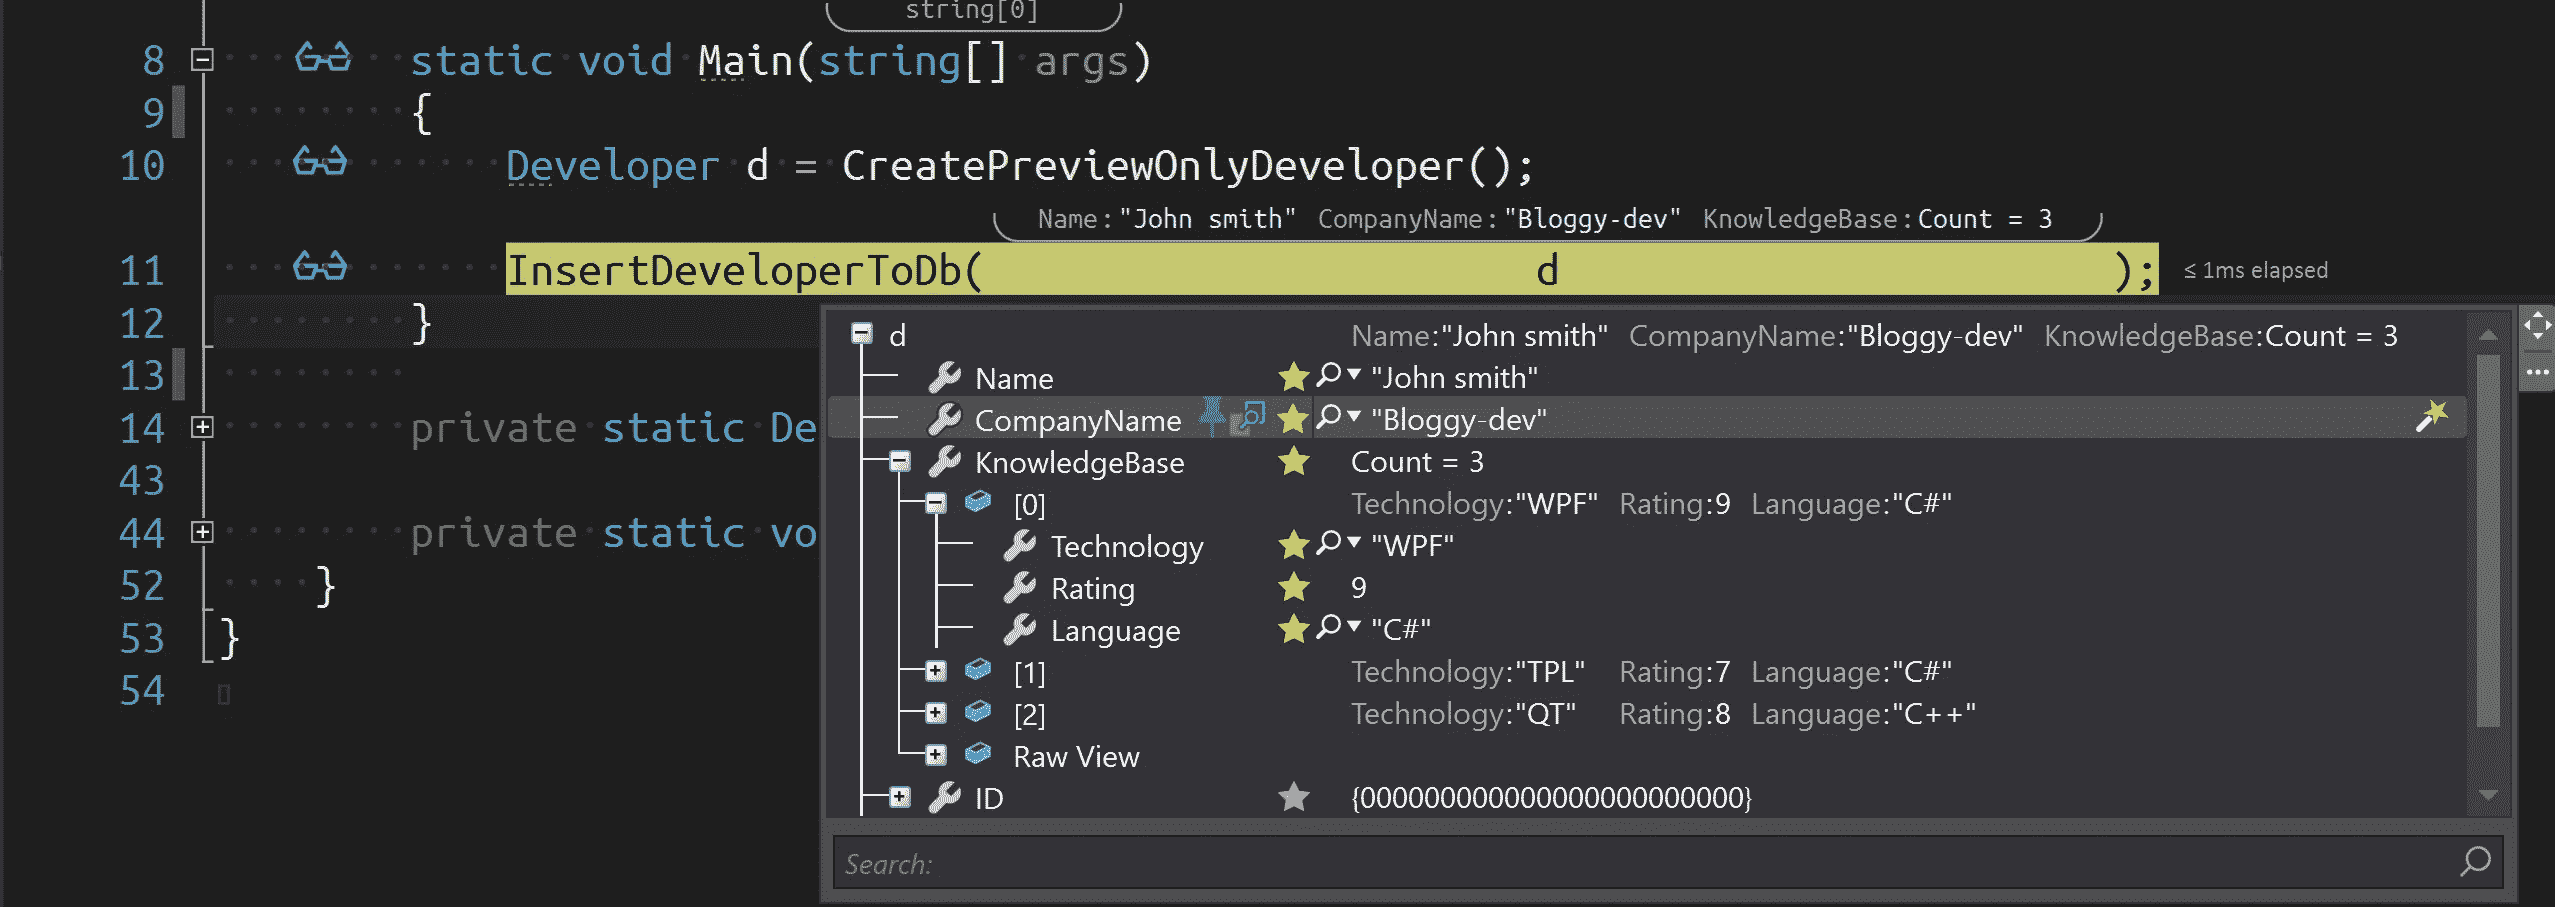 string[0]
8 static void Main(string[] args)
9 {
10 Developer d = CreatePreviewOnlyDeveloper();
Name:"John smith" CompanyName:"Bloggy-dev" KnowledgeBase:Count = 3
11 InsertDeveloperToDb( d ); ≤ 1ms elapsed
12 }
d Name:"John smith" CompanyName:"Bloggy-dev" KnowledgeBase:Count = 3
13
Name "John smith"
14 private static De
CompanyName "Bloggy-dev"
43
KnowledgeBase Count = 3
[0] Technology:"WPF" Rating:9 Language:"C#"
44 private static vo
Technology "WPF"
52 }
Rating 9
53 }
Language "C#"
54
[1] Technology:"TPL" Rating:7 Language:"C#"
[2] Technology:"QT" Rating:8 Language:"C++"
Raw View
ID {000000000000000000000000}
Search: